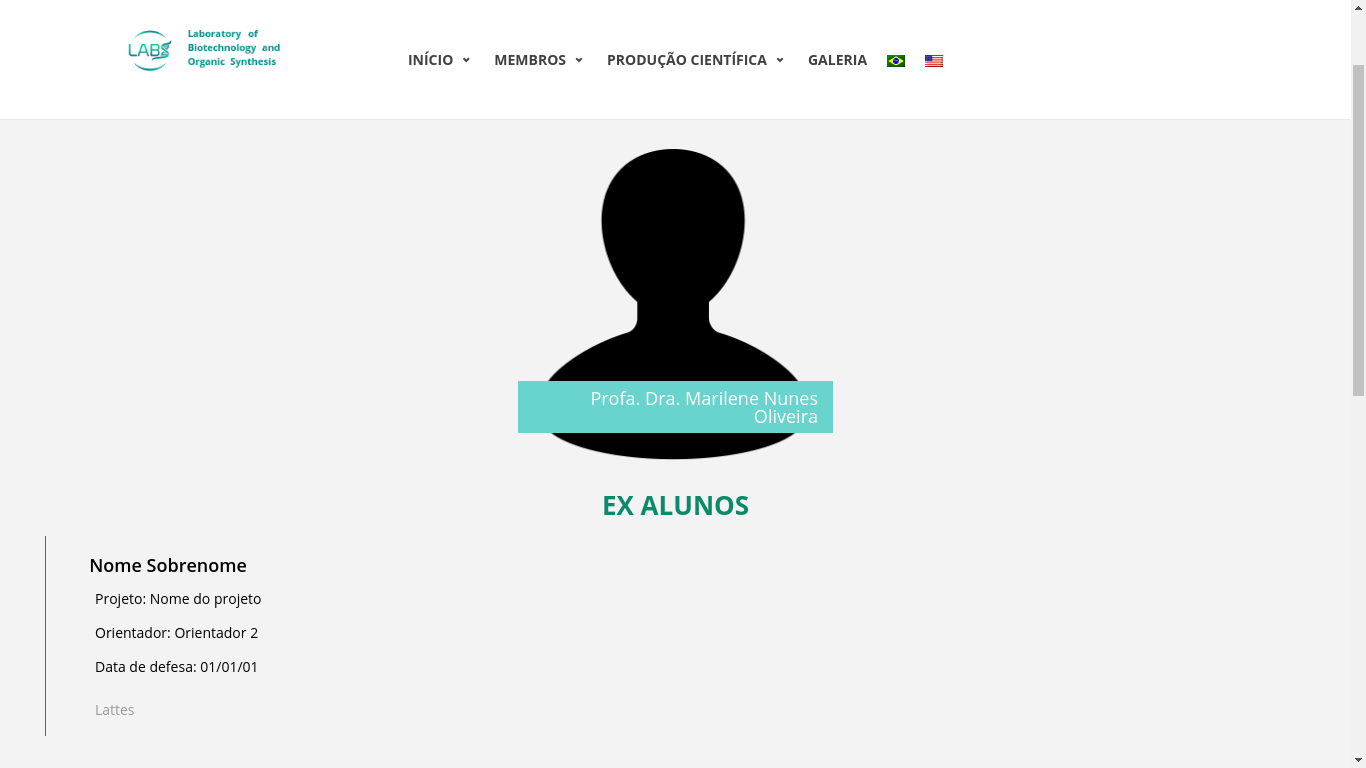 Laboratory of
Biotechnology and
Organic Synthesis
LABS
INÍCIO MEMBROS PRODUÇÃO CIENTÍFICA GALERIA
Profa. Dra. Marilene Nunes
Oliveira
EX ALUNOS
Nome Sobrenome
Projeto: Nome do projeto
Orientador: Orientador 2
Data de defesa: 01/01/01
Lattes